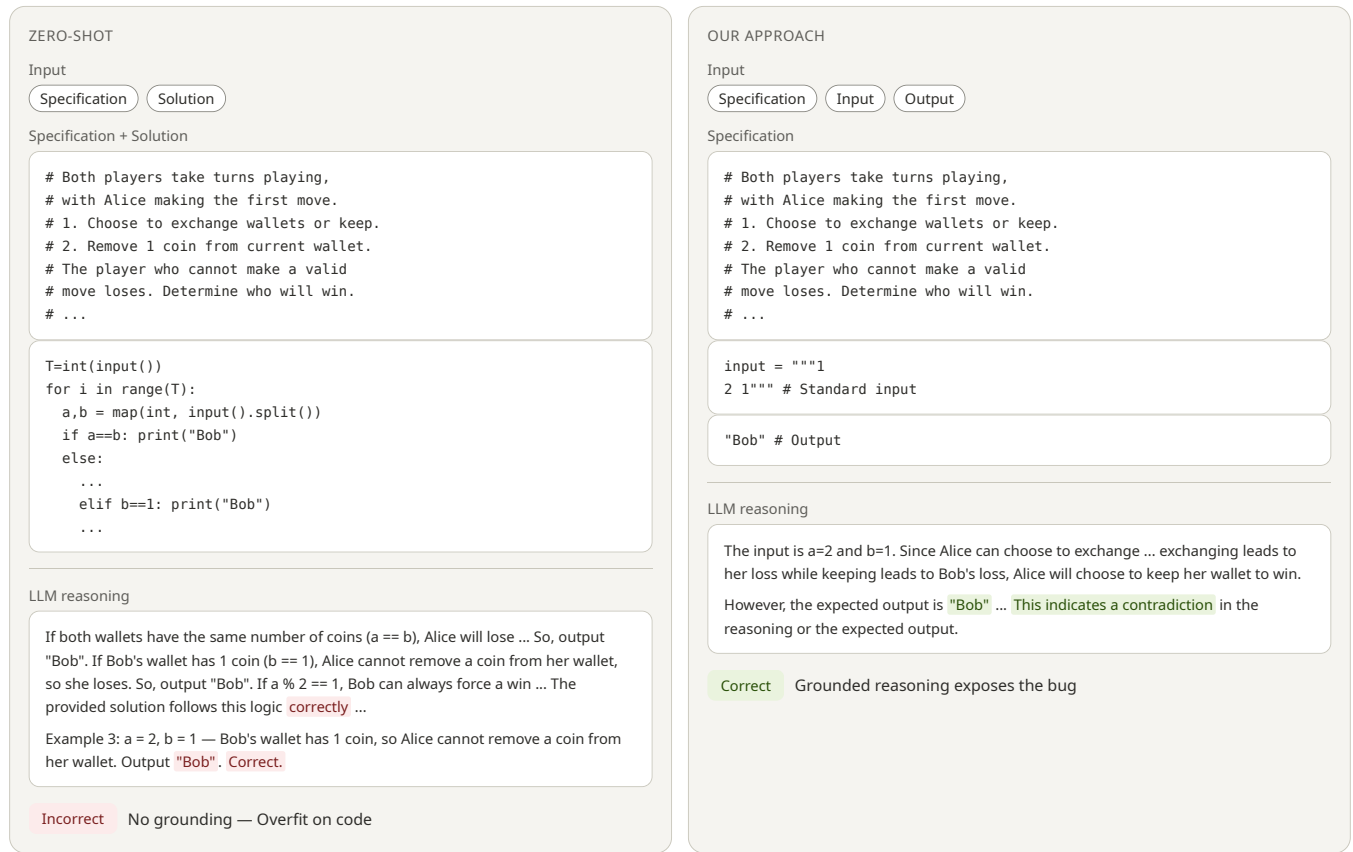 ZERO-SHOT
Input
Specification Solution
Specification + Solution
# Both players take turns playing,
# with Alice making the first move.
# 1. Choose to exchange wallets or keep.
# 2. Remove 1 coin from current wallet.
# The player who cannot make a valid
# move loses. Determine who will win.
# ...
T=int(input())
for i in range(T):
  a,b = map(int, input().split())
  if a==b: print("Bob")
  else:
    ...
    elif b==1: print("Bob")
    ...
LLM reasoning
If both wallets have the same number of coins (a == b), Alice will lose ... So, output
"Bob". If Bob's wallet has 1 coin (b == 1), Alice cannot remove a coin from her wallet,
so she loses. So, output "Bob". If a % 2 == 1, Bob can always force a win ... The
provided solution follows this logic correctly ...
Example 3: a = 2, b = 1 — Bob's wallet has 1 coin, so Alice cannot remove a coin from
her wallet. Output "Bob". Correct.
Incorrect No grounding — Overfit on code
OUR APPROACH
Input
Specification Input Output
Specification
# Both players take turns playing,
# with Alice making the first move.
# 1. Choose to exchange wallets or keep.
# 2. Remove 1 coin from current wallet.
# The player who cannot make a valid
# move loses. Determine who will win.
# ...
input = """1
2 1""" # Standard input
"Bob" # Output
LLM reasoning
The input is a=2 and b=1. Since Alice can choose to exchange ... exchanging leads to
her loss while keeping leads to Bob's loss, Alice will choose to keep her wallet to win.
However, the expected output is "Bob" ... This indicates a contradiction in the
reasoning or the expected output.
Correct Grounded reasoning exposes the bug